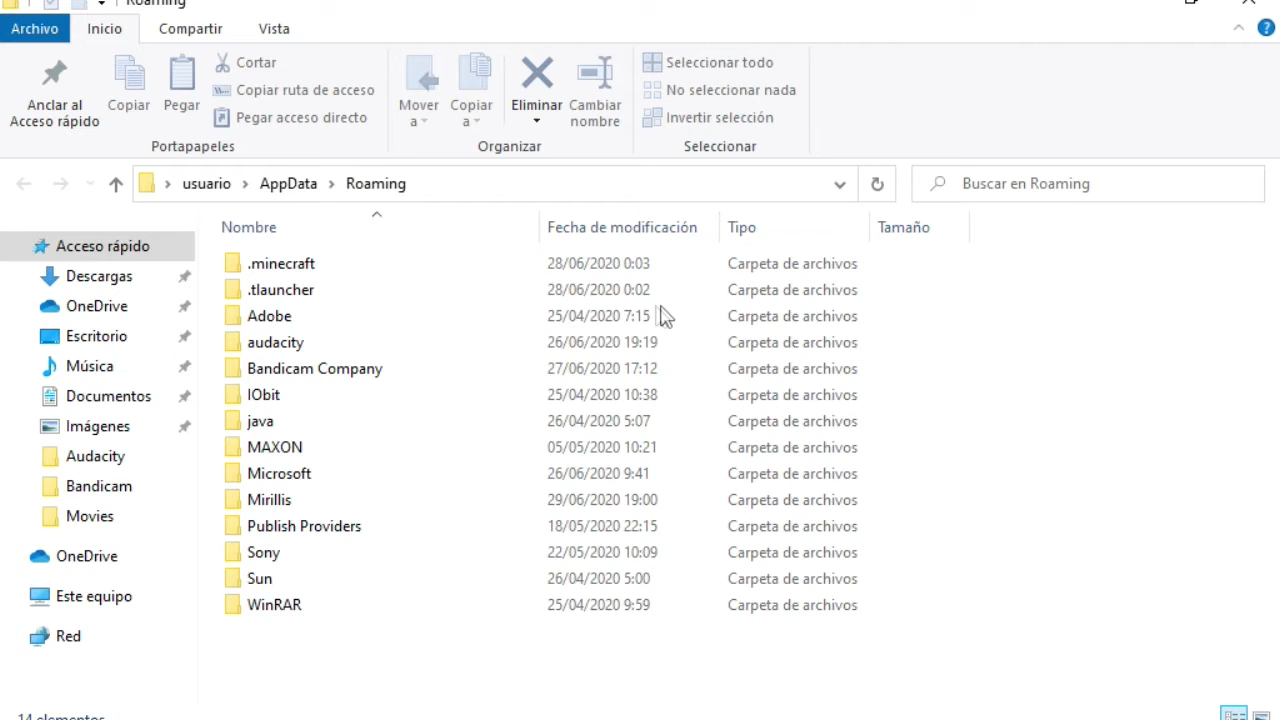 Roaming
Archivo Inicio Compartir Vista
Anclar al Acceso rápido
Copiar
Pegar
Cortar
Copiar ruta de acceso
Pegar acceso directo
Portapapeles
Mover a
Copiar a
Eliminar
Cambiar nombre
Organizar
Seleccionar todo
No seleccionar nada
Invertir selección
Seleccionar
usuario AppData Roaming
Buscar en Roaming
Acceso rápido
Descargas
OneDrive
Escritorio
Música
Documentos
Imágenes
Audacity
Bandicam
Movies
OneDrive
Este equipo
Red
Nombre Fecha de modificación Tipo Tamaño
.minecraft 28/06/2020 0:03 Carpeta de archivos
.tlauncher 28/06/2020 0:02 Carpeta de archivos
Adobe 25/04/2020 7:15 Carpeta de archivos
audacity 26/06/2020 19:19 Carpeta de archivos
Bandicam Company 27/06/2020 17:12 Carpeta de archivos
IObit 25/04/2020 10:38 Carpeta de archivos
java 26/04/2020 5:07 Carpeta de archivos
MAXON 05/05/2020 10:21 Carpeta de archivos
Microsoft 26/06/2020 9:41 Carpeta de archivos
Mirillis 29/06/2020 19:00 Carpeta de archivos
Publish Providers 18/05/2020 22:15 Carpeta de archivos
Sony 22/05/2020 10:09 Carpeta de archivos
Sun 26/04/2020 5:00 Carpeta de archivos
WinRAR 25/04/2020 9:59 Carpeta de archivos
14 elementos